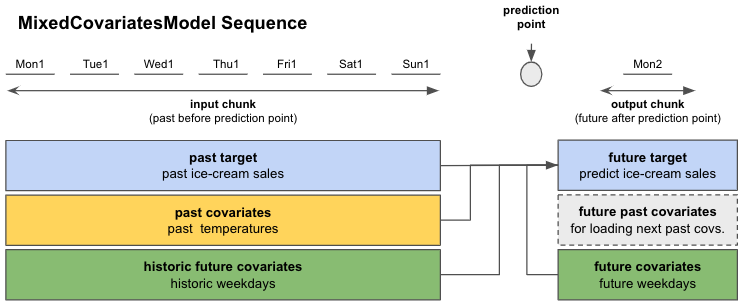 MixedCovariatesModel Sequence
prediction
point
Mon1 Tue1 Wed1 Thu1 Fri1 Sat1 Sun1 Mon2
input chunk
(past before prediction point)
output chunk
(future after prediction point)
past target
past ice-cream sales
future target
predict ice-cream sales
past covariates
past temperatures
future past covariates
for loading next past covs.
historic future covariates
historic weekdays
future covariates
future weekdays